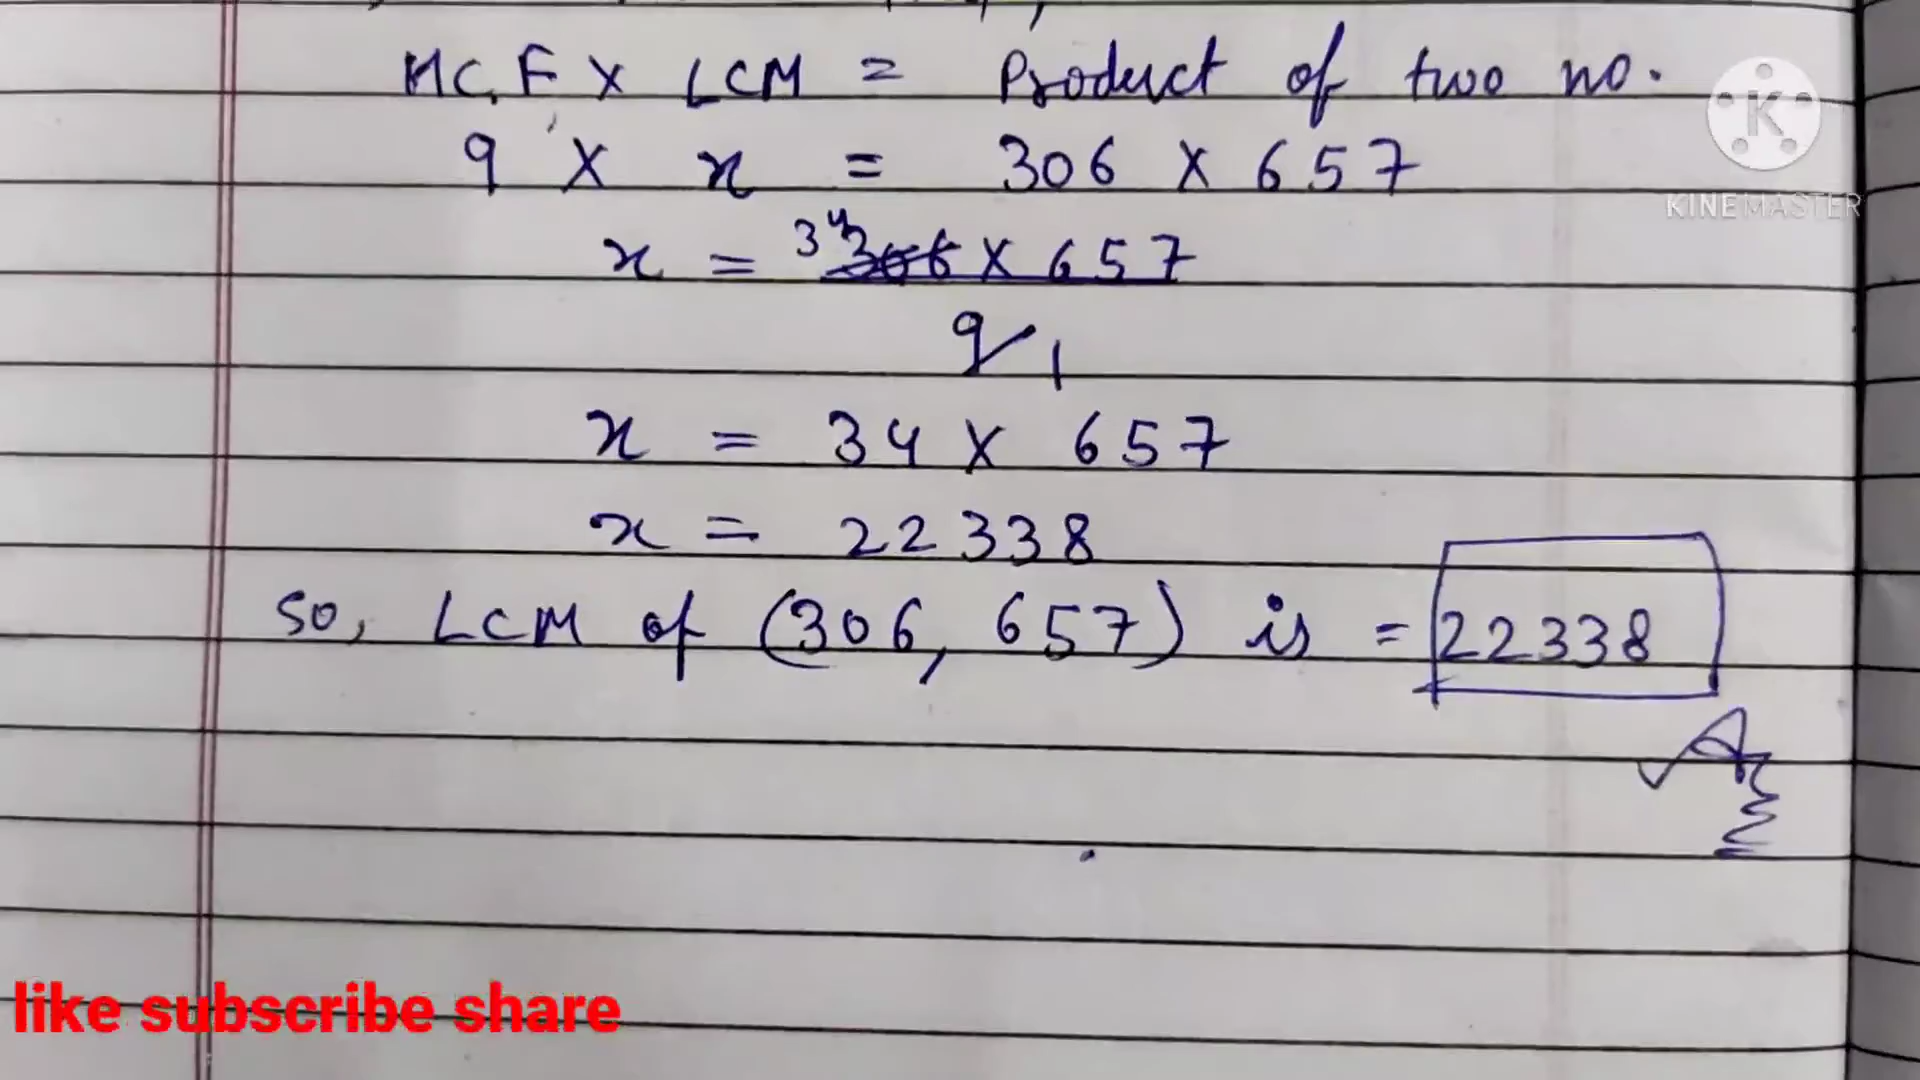 HCF X LCM = Product of two no.
9 X x = 306 X 657
KINEMASTER
x = 34 306 X 657
9 1
x = 34 X 657
x = 22338
So, LCM of (306, 657) is = 22338
Ans
like subscribe share